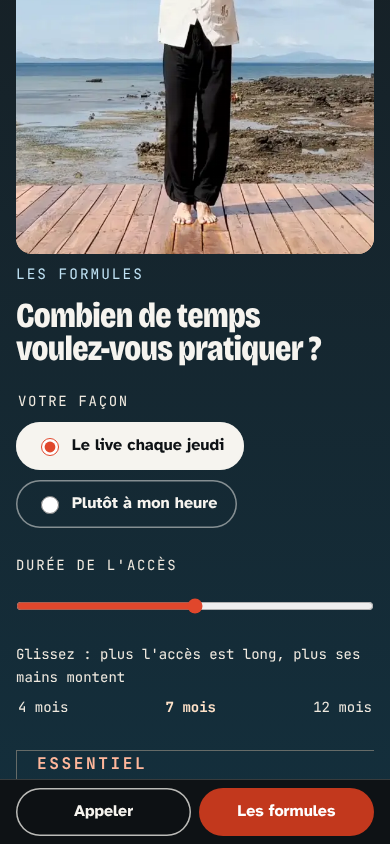 LES FORMULES
Combien de temps
voulez-vous pratiquer ?
VOTRE FAÇON
Le live chaque jeudi
Plutôt à mon heure
DURÉE DE L'ACCÈS
Glissez : plus l'accès est long, plus ses
mains montent
4 mois 7 mois 12 mois
ESSENTIEL
Appeler Les formules